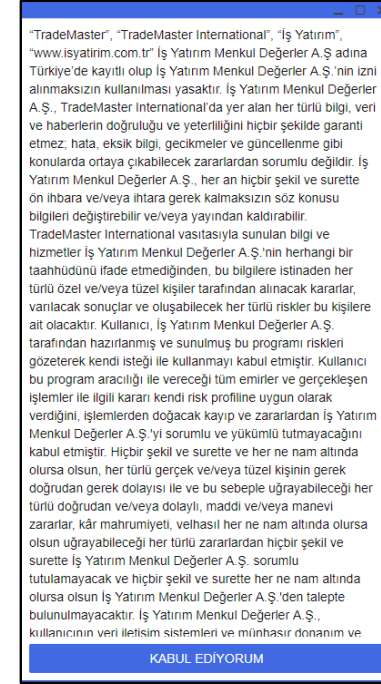 “TradeMaster”, “TradeMaster International”, “İş Yatırım”,
“www.isyatirim.com.tr” İş Yatırım Menkul Değerler A.Ş adına
Türkiye’de kayıtlı olup İş Yatırım Menkul Değerler A.Ş.’nin izni
alınmaksızın kullanılması yasaktır. İş Yatırım Menkul Değerler
A.Ş., TradeMaster International’da yer alan her türlü bilgi, veri
ve haberlerin doğruluğu ve yeterliliğini hiçbir şekilde garanti
etmez; hata, eksik bilgi, gecikmeler ve güncellenme gibi
konularda ortaya çıkabilecek zararlardan sorumlu değildir. İş
Yatırım Menkul Değerler A.Ş., her an hiçbir şekil ve surette
ön ihbara ve/veya ihtara gerek kalmaksızın söz konusu
bilgileri değiştirebilir ve/veya yayından kaldırabilir.
TradeMaster International vasıtasıyla sunulan bilgi ve
hizmetler İş Yatırım Menkul Değerler A.Ş.'nin herhangi bir
taahhüdünü ifade etmediğinden, bu bilgilere istinaden her
türlü özel ve/veya tüzel kişiler tarafından alınacak kararlar,
varılacak sonuçlar ve oluşabilecek her türlü riskler bu kişilere
ait olacaktır. Kullanıcı, İş Yatırım Menkul Değerler A.Ş.
tarafından hazırlanmış ve sunulmuş bu programı riskleri
gözeterek kendi isteği ile kullanmayı kabul etmiştir. Kullanıcı
bu program aracılığı ile vereceği tüm emirler ve gerçekleşen
işlemler ile ilgili kararı kendi risk profiline uygun olarak
verdiğini, işlemlerden doğacak kayıp ve zararlardan İş Yatırım
Menkul Değerler A.Ş.'yi sorumlu ve yükümlü tutmayacağını
kabul etmiştir. Hiçbir şekil ve surette ve her ne nam altında
olursa olsun, her türlü gerçek ve/veya tüzel kişinin gerek
doğrudan gerek dolayısı ile ve bu sebeple uğrayabileceği her
türlü doğrudan ve/veya dolaylı, maddi ve/veya manevi
zararlar, kâr mahrumiyeti, velhasıl her ne nam altında olursa
olsun uğrayabileceği her türlü zararlardan hiçbir şekil ve
surette İş Yatırım Menkul Değerler A.Ş. sorumlu
tutulamayacak ve hiçbir şekil ve surette her ne nam altında
olursa olsun İş Yatırım Menkul Değerler A.Ş.'den talepte
bulunulmayacaktır. İş Yatırım Menkul Değerler A.Ş.,
kullanıcının veri iletişim sistemleri ve münhasır donanım ve
KABUL EDİYORUM